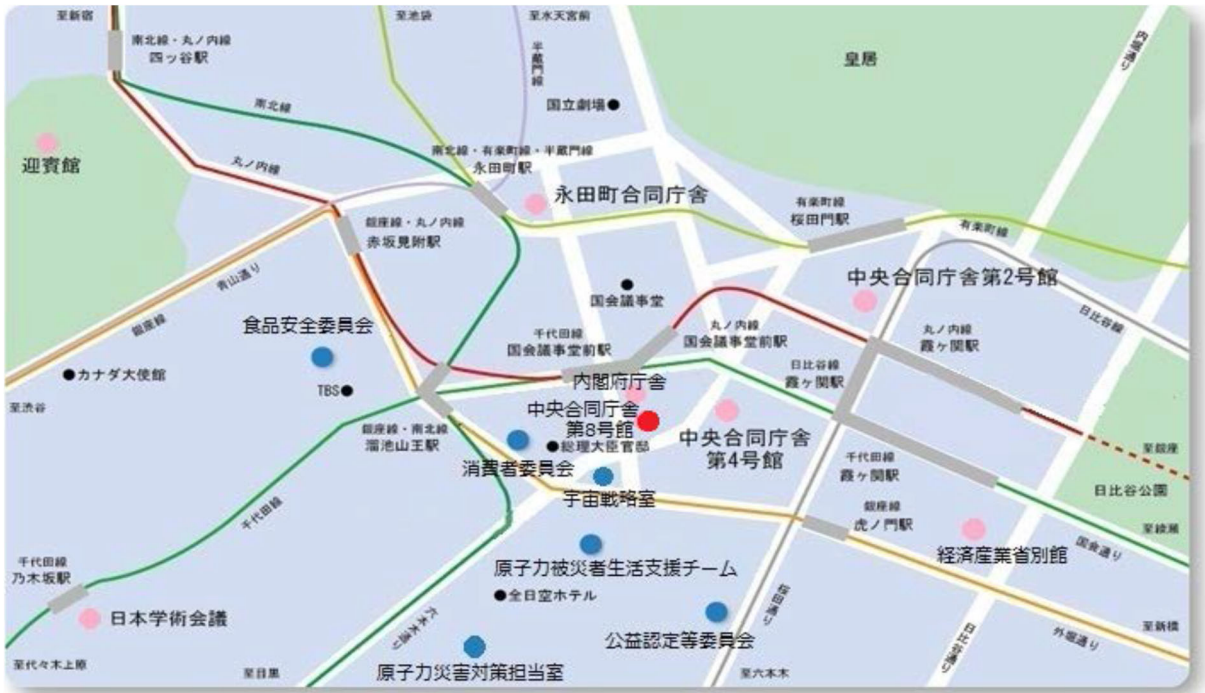 至新宿
至池袋
至水天宮前
内堀通り
南北線・丸ノ内線
四ッ谷駅
半蔵門線
皇居
南北線
国立劇場
迎賓館
丸ノ内線
南北線・有楽町線・半蔵門線
永田町駅
永田町合同庁舎
有楽町線
桜田門駅
有楽町線
銀座線・丸ノ内線
赤坂見附駅
青山通り
銀座線
中央合同庁舎第2号館
国会議事堂
日比谷線
食品安全委員会
千代田線
国会議事堂前駅
丸ノ内線
国会議事堂前駅
丸ノ内線
霞ヶ関駅
日比谷線
霞ヶ関駅
カナダ大使館
TBS
内閣府庁舎
至渋谷
中央合同庁舎
第8号館
中央合同庁舎
第4号館
銀座線・南北線
溜池山王駅
総理大臣官邸
消費者委員会
千代田線
霞ヶ関駅
至銀座
日比谷公園
宇宙戦略室
千代田線
銀座線
虎ノ門駅
至綾瀬
国会通り
経済産業省別館
千代田線
乃木坂駅
原子力被災者生活支援チーム
全日空ホテル
日本学術会議
六本木通り
桜田通り
公益認定等委員会
日比谷通り
外堀通り
至新橋
至代々木上原
至目黒
原子力災害対策担当室
至六本木